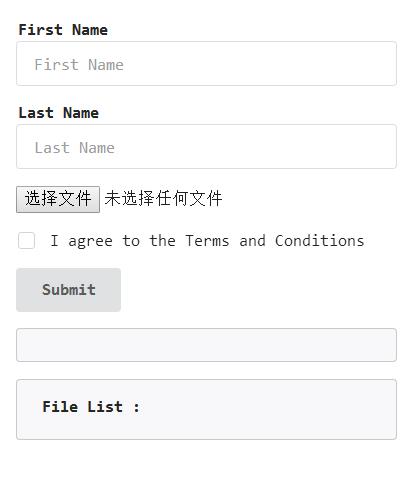 First Name
First Name
Last Name
Last Name
选择文件 未选择任何文件
I agree to the Terms and Conditions
Submit
File List :